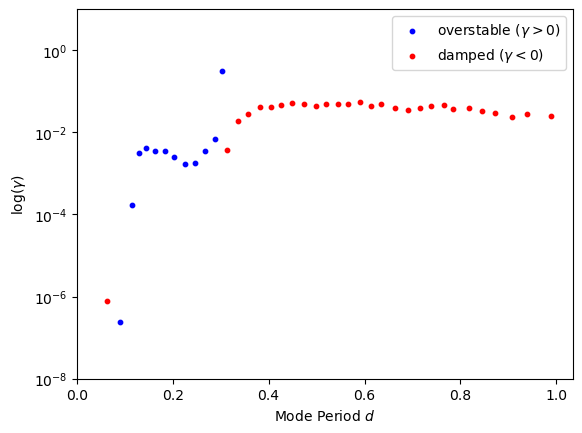 overstable (γ > 0)
damped (γ < 0)
10⁰
10⁻²
10⁻⁴
10⁻⁶
10⁻⁸
log(γ)
0.0 0.2 0.4 0.6 0.8 1.0
Mode Period d